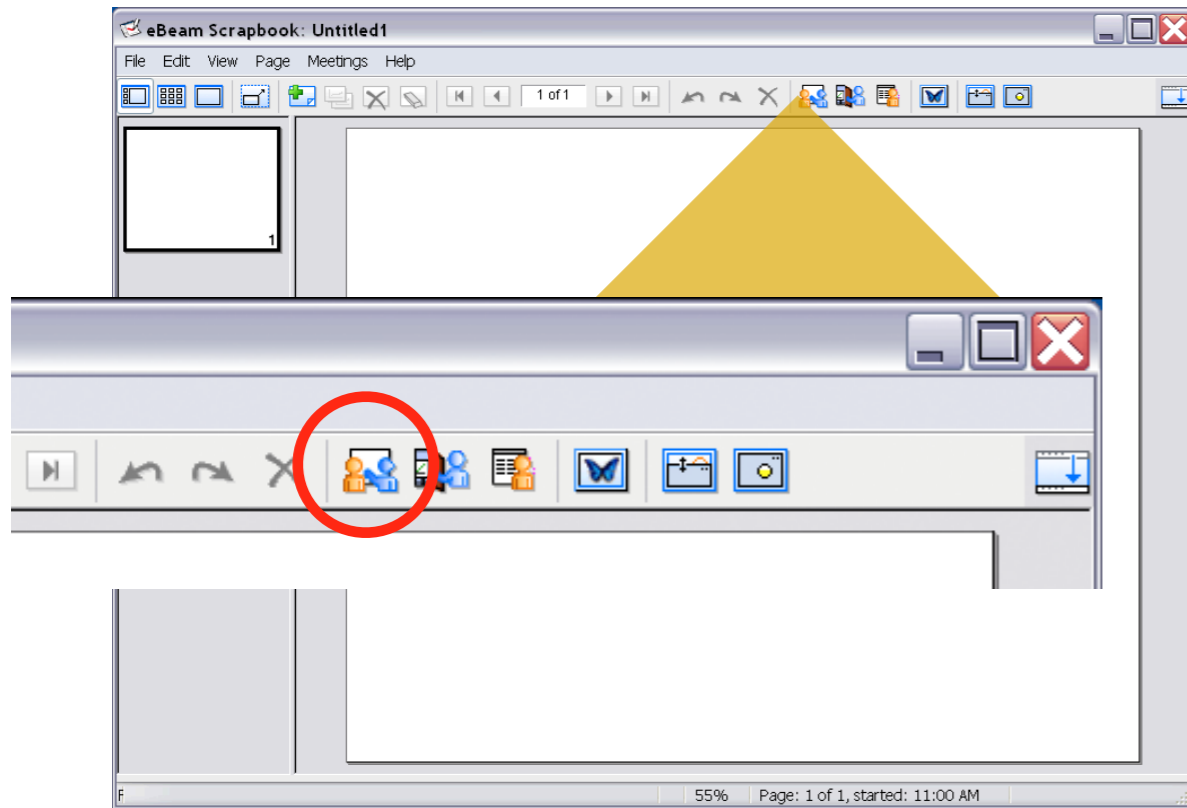 eBeam Scrapbook: Untitled1
File Edit View Page Meetings Help
1 of 1
1
F 55% Page: 1 of 1, started: 11:00 AM